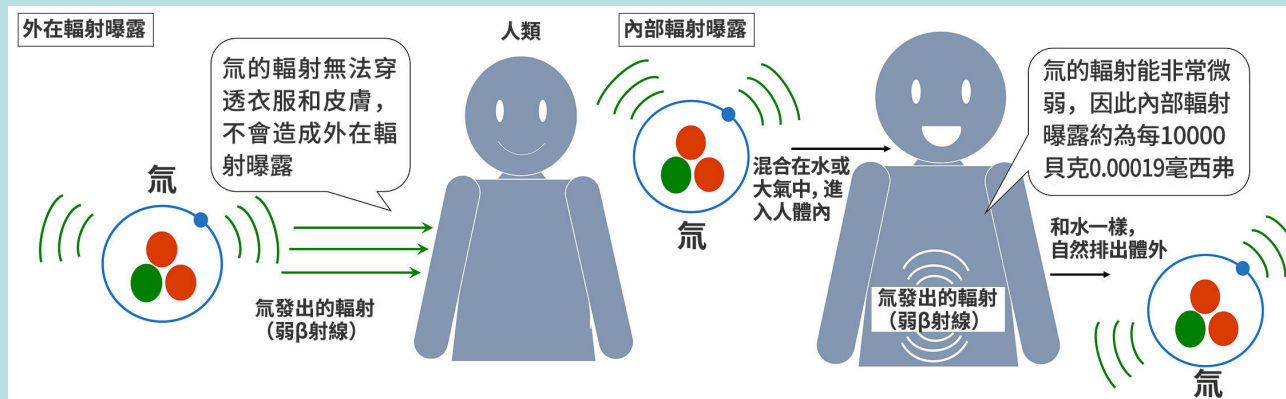 外在輻射曝露
氚的輻射無法穿
透衣服和皮膚，
不會造成外在輻
射曝露
人類
氚
氚發出的輻射
（弱β射線）
內部輻射曝露
氚
混合在水或
大氣中，進
入人體內
氚的輻射能非常微
弱，因此內部輻射
曝露約為每10000
貝克0.00019毫西弗
氚發出的輻射
（弱β射線）
和水一樣，
自然排出體外
氚